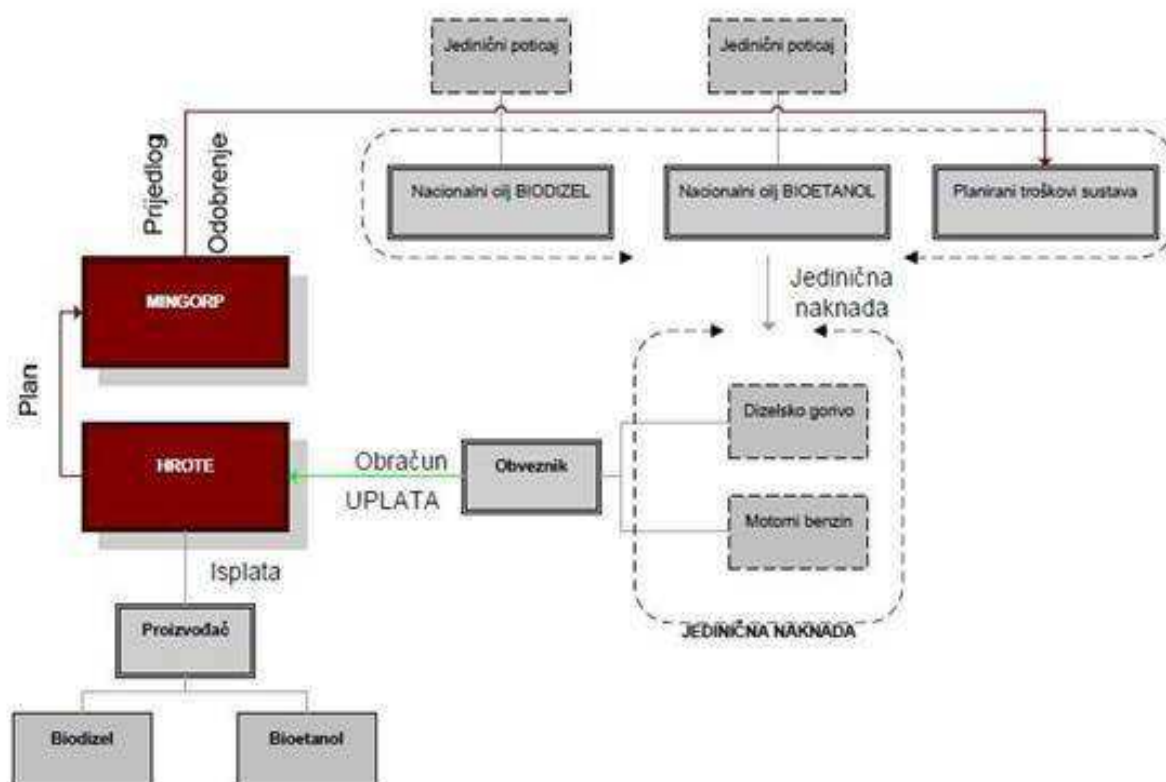 Jedinični poticaj
Jedinični poticaj
Prijedlog
Odobrenje
Nacionalni cilj BIODIZEL
Nacionalni cilj BIOETANOL
Planirani troškovi sustava
MINGORP
Jedinična
naknada
Plan
Dizelsko gorivo
HROTE
Obračun
UPLATA
Obveznik
Motorni benzin
Isplata
Proizvođač
JEDINIČNA NAKNADA
Biodizel
Bioetanol